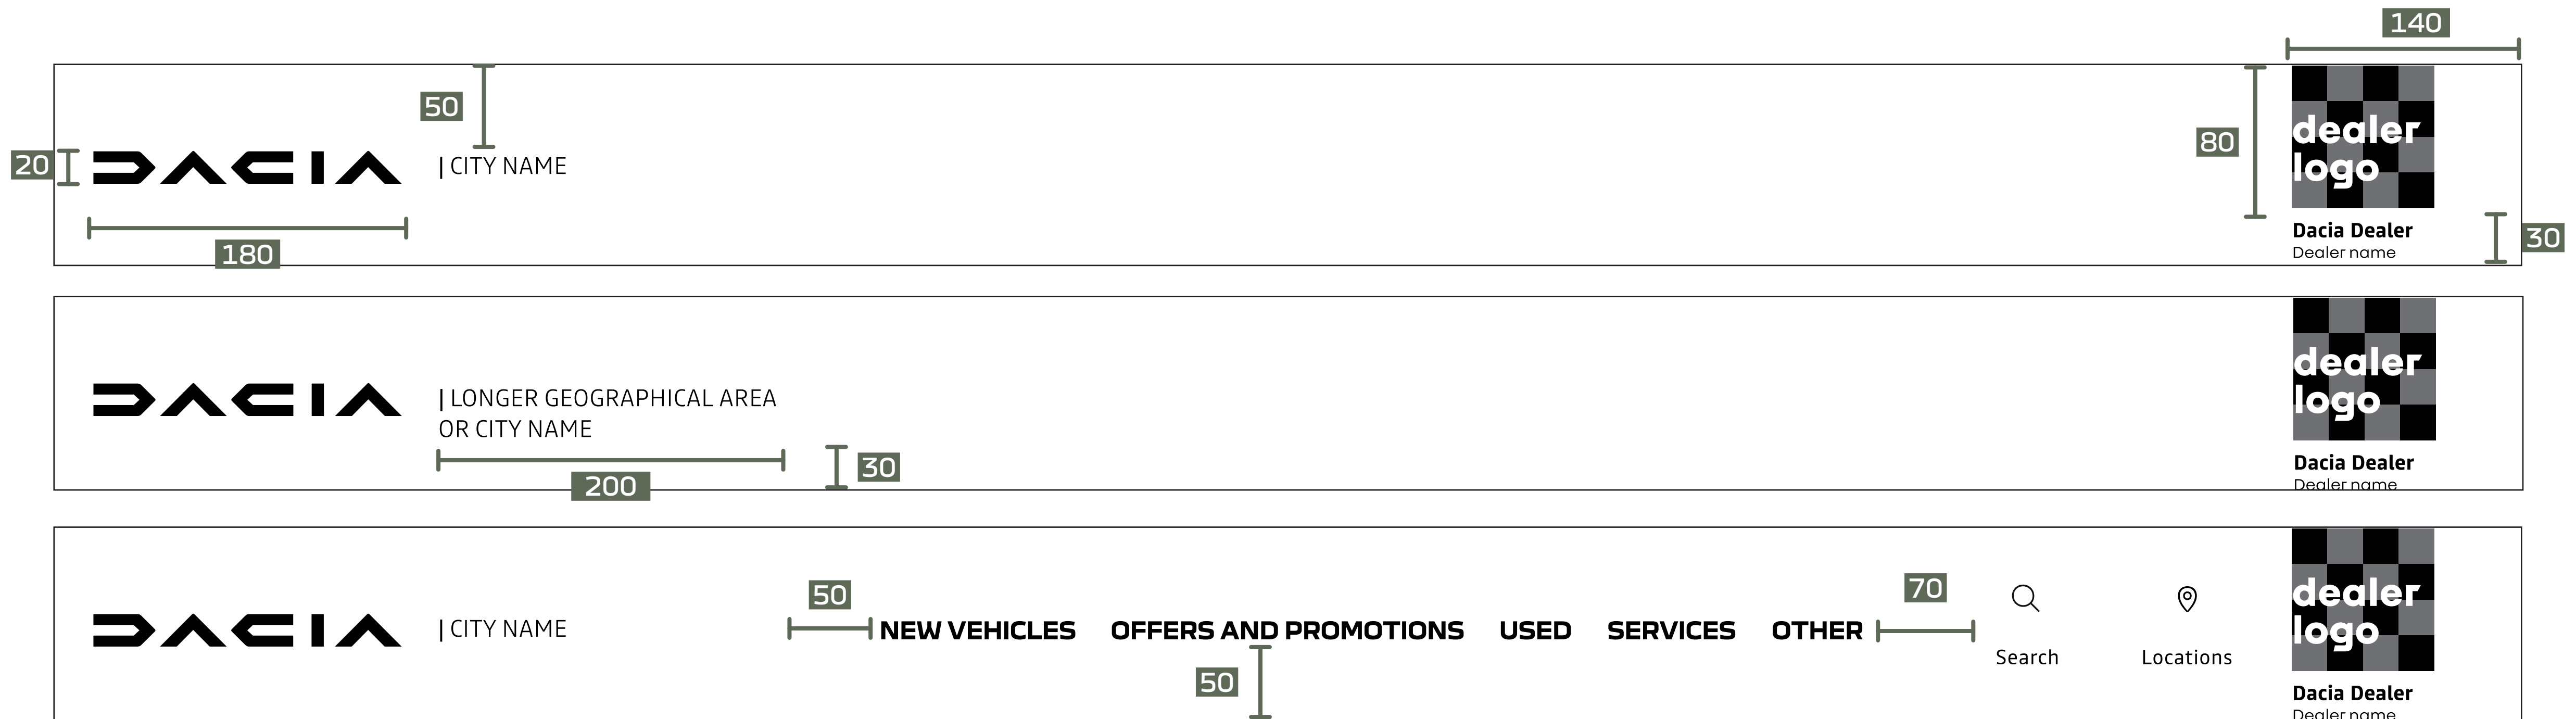 140
50
20
DACIA
| CITY NAME
180
80
dealer
logo
Dacia Dealer
Dealer name
30
DACIA
| LONGER GEOGRAPHICAL AREA
OR CITY NAME
200
30
dealer
logo
Dacia Dealer
Dealer name
DACIA
| CITY NAME
50
NEW VEHICLES OFFERS AND PROMOTIONS USED SERVICES OTHER
50
70
Search
Locations
dealer
logo
Dacia Dealer
Dealer name